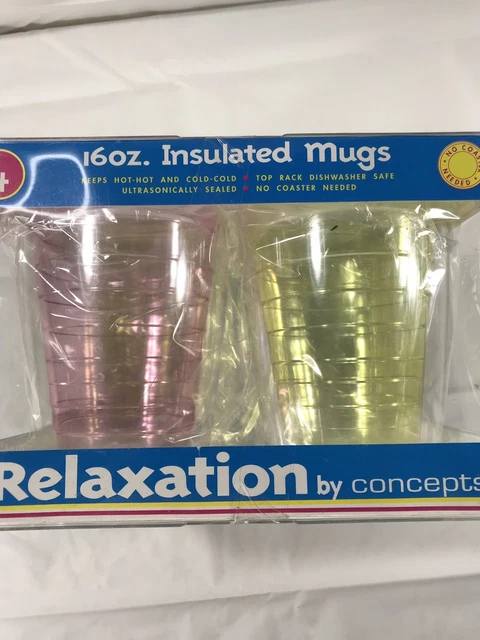 4
16oz. Insulated Mugs
KEEPS HOT-HOT AND COLD-COLD • TOP RACK DISHWASHER SAFE
ULTRASONICALLY SEALED • NO COASTER NEEDED
NO COASTER NEEDED
Relaxation by concepts